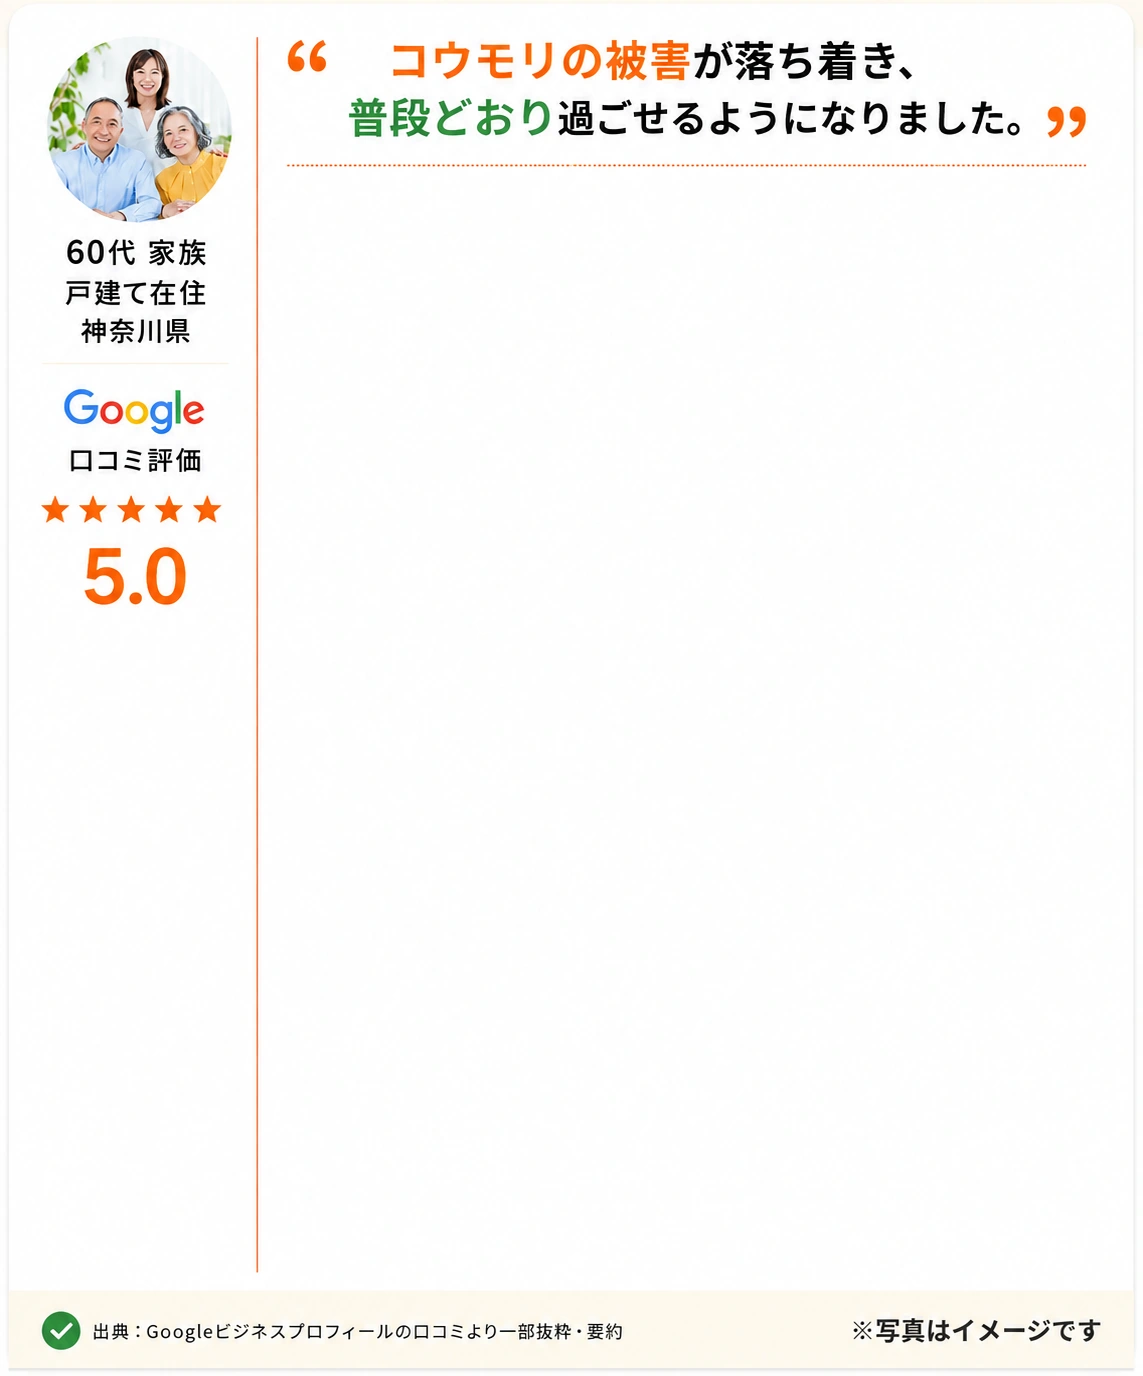 “ コウモリの被害が落ち着き、
普段どおり過ごせるようになりました。 ”
60代 家族
戸建て在住
神奈川県
Google
口コミ評価
★★★★★
5.0
出典：Googleビジネスプロフィールの口コミより一部抜粋・要約
※写真はイメージです